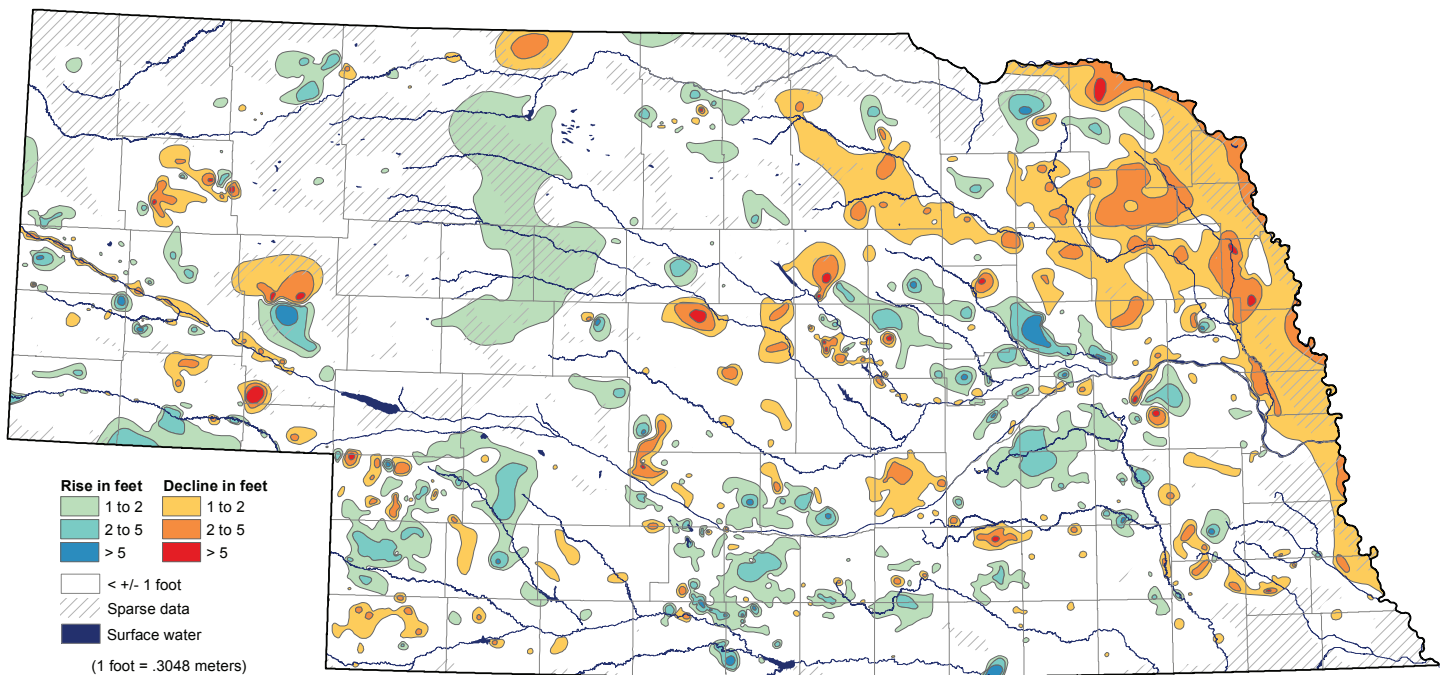 Rise in feet Decline in feet
1 to 2 1 to 2
2 to 5 2 to 5
> 5 > 5
< +/- 1 foot
Sparse data
Surface water
(1 foot = .3048 meters)